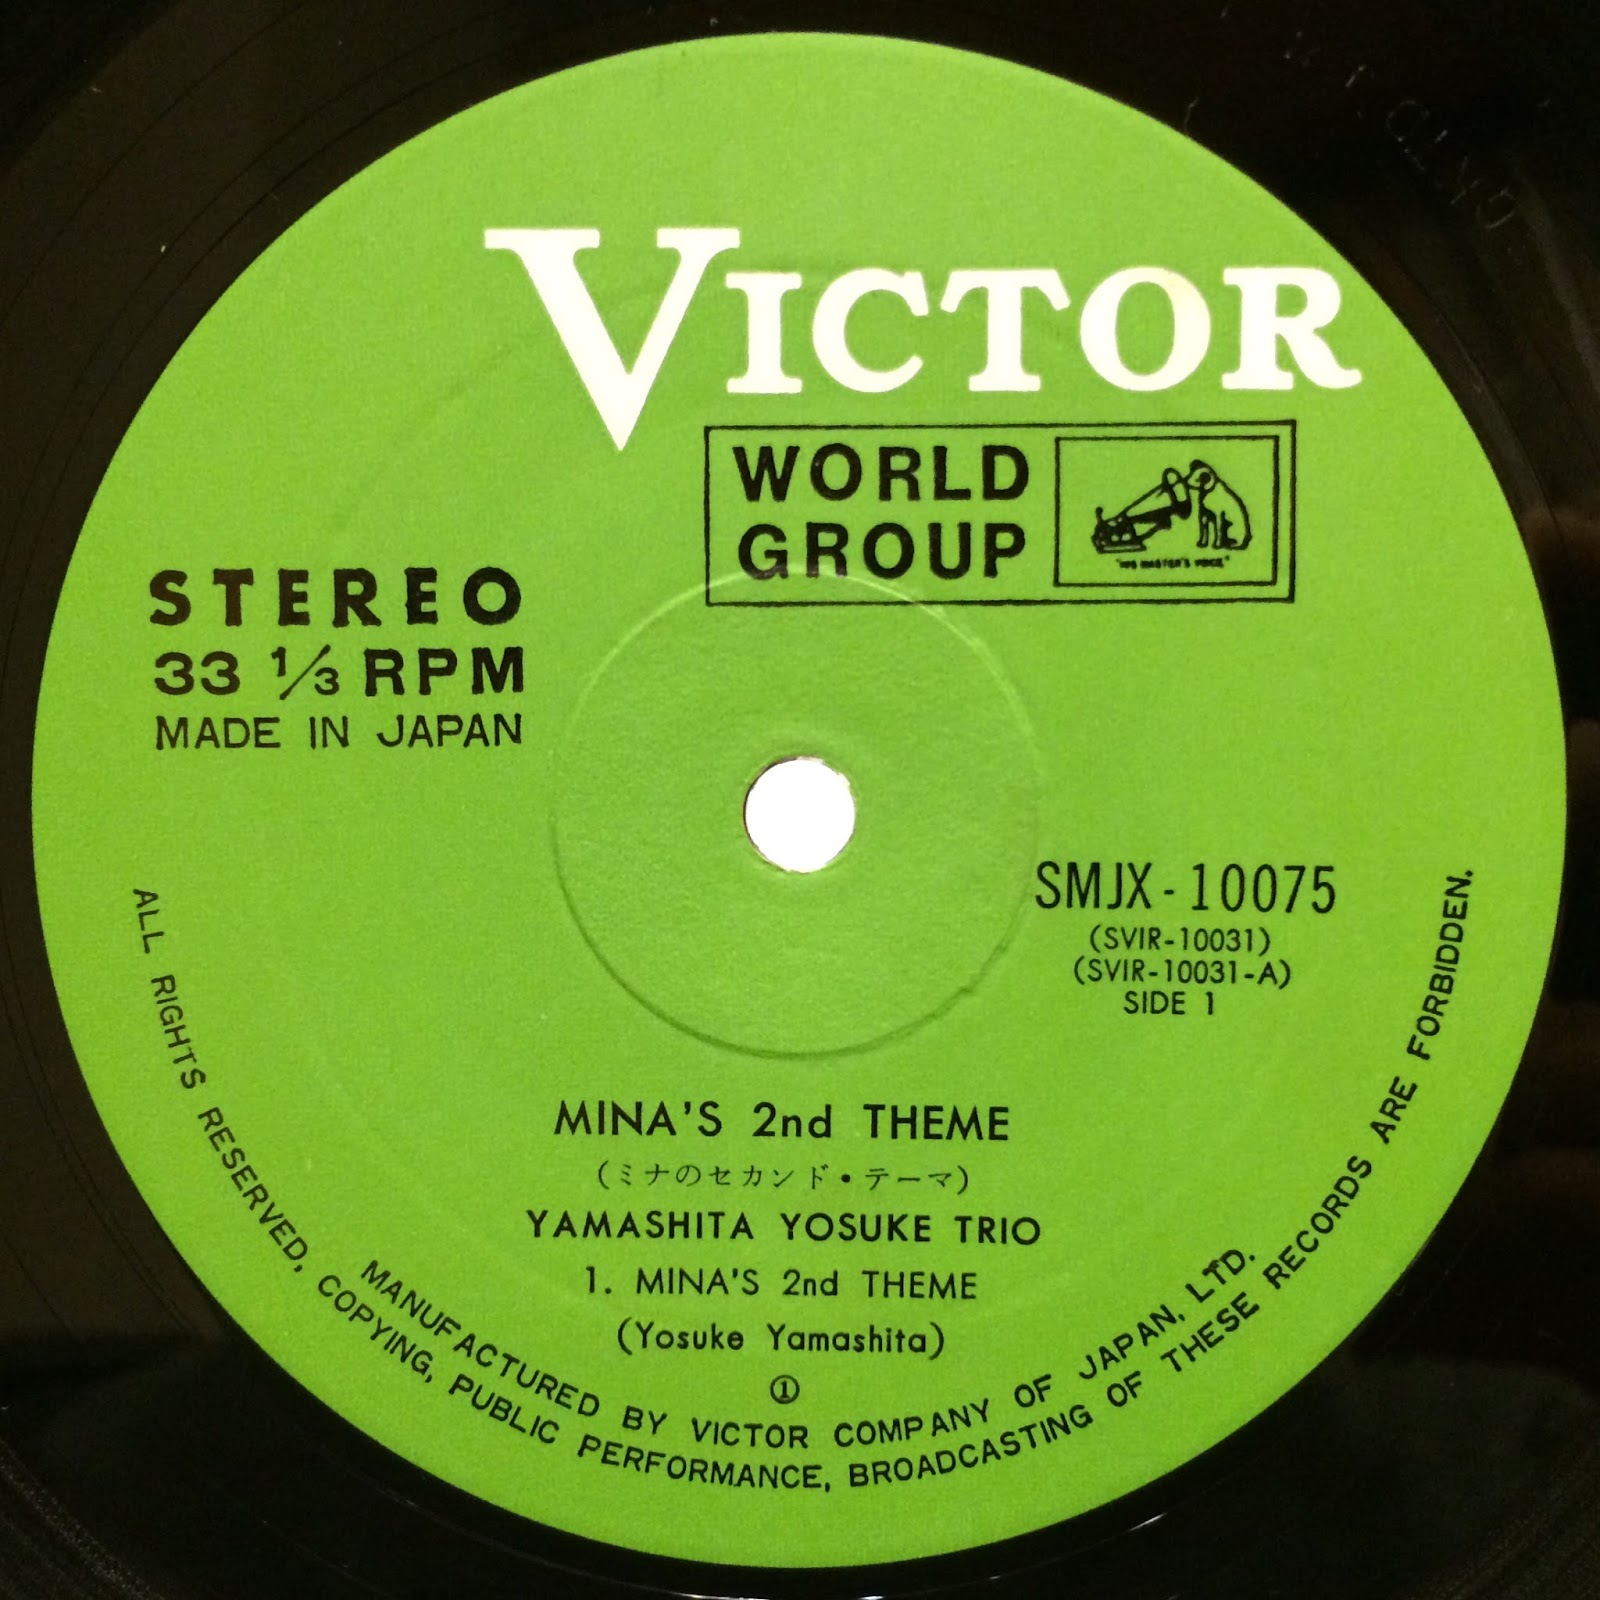 VICTOR
WORLD
GROUP
"HIS MASTER'S VOICE"
STEREO
33 1/3 RPM
MADE IN JAPAN
SMJX-10075
(SVIR-10031)
(SVIR-10031-A)
SIDE 1
MINA'S 2nd THEME
(ミナのセカンド・テーマ)
YAMASHITA YOSUKE TRIO
1. MINA'S 2nd THEME
(Yosuke Yamashita)
①
MANUFACTURED BY VICTOR COMPANY OF JAPAN, LTD.
ALL RIGHTS RESERVED, COPYING, PUBLIC PERFORMANCE, BROADCASTING OF THESE RECORDS ARE FORBIDDEN.